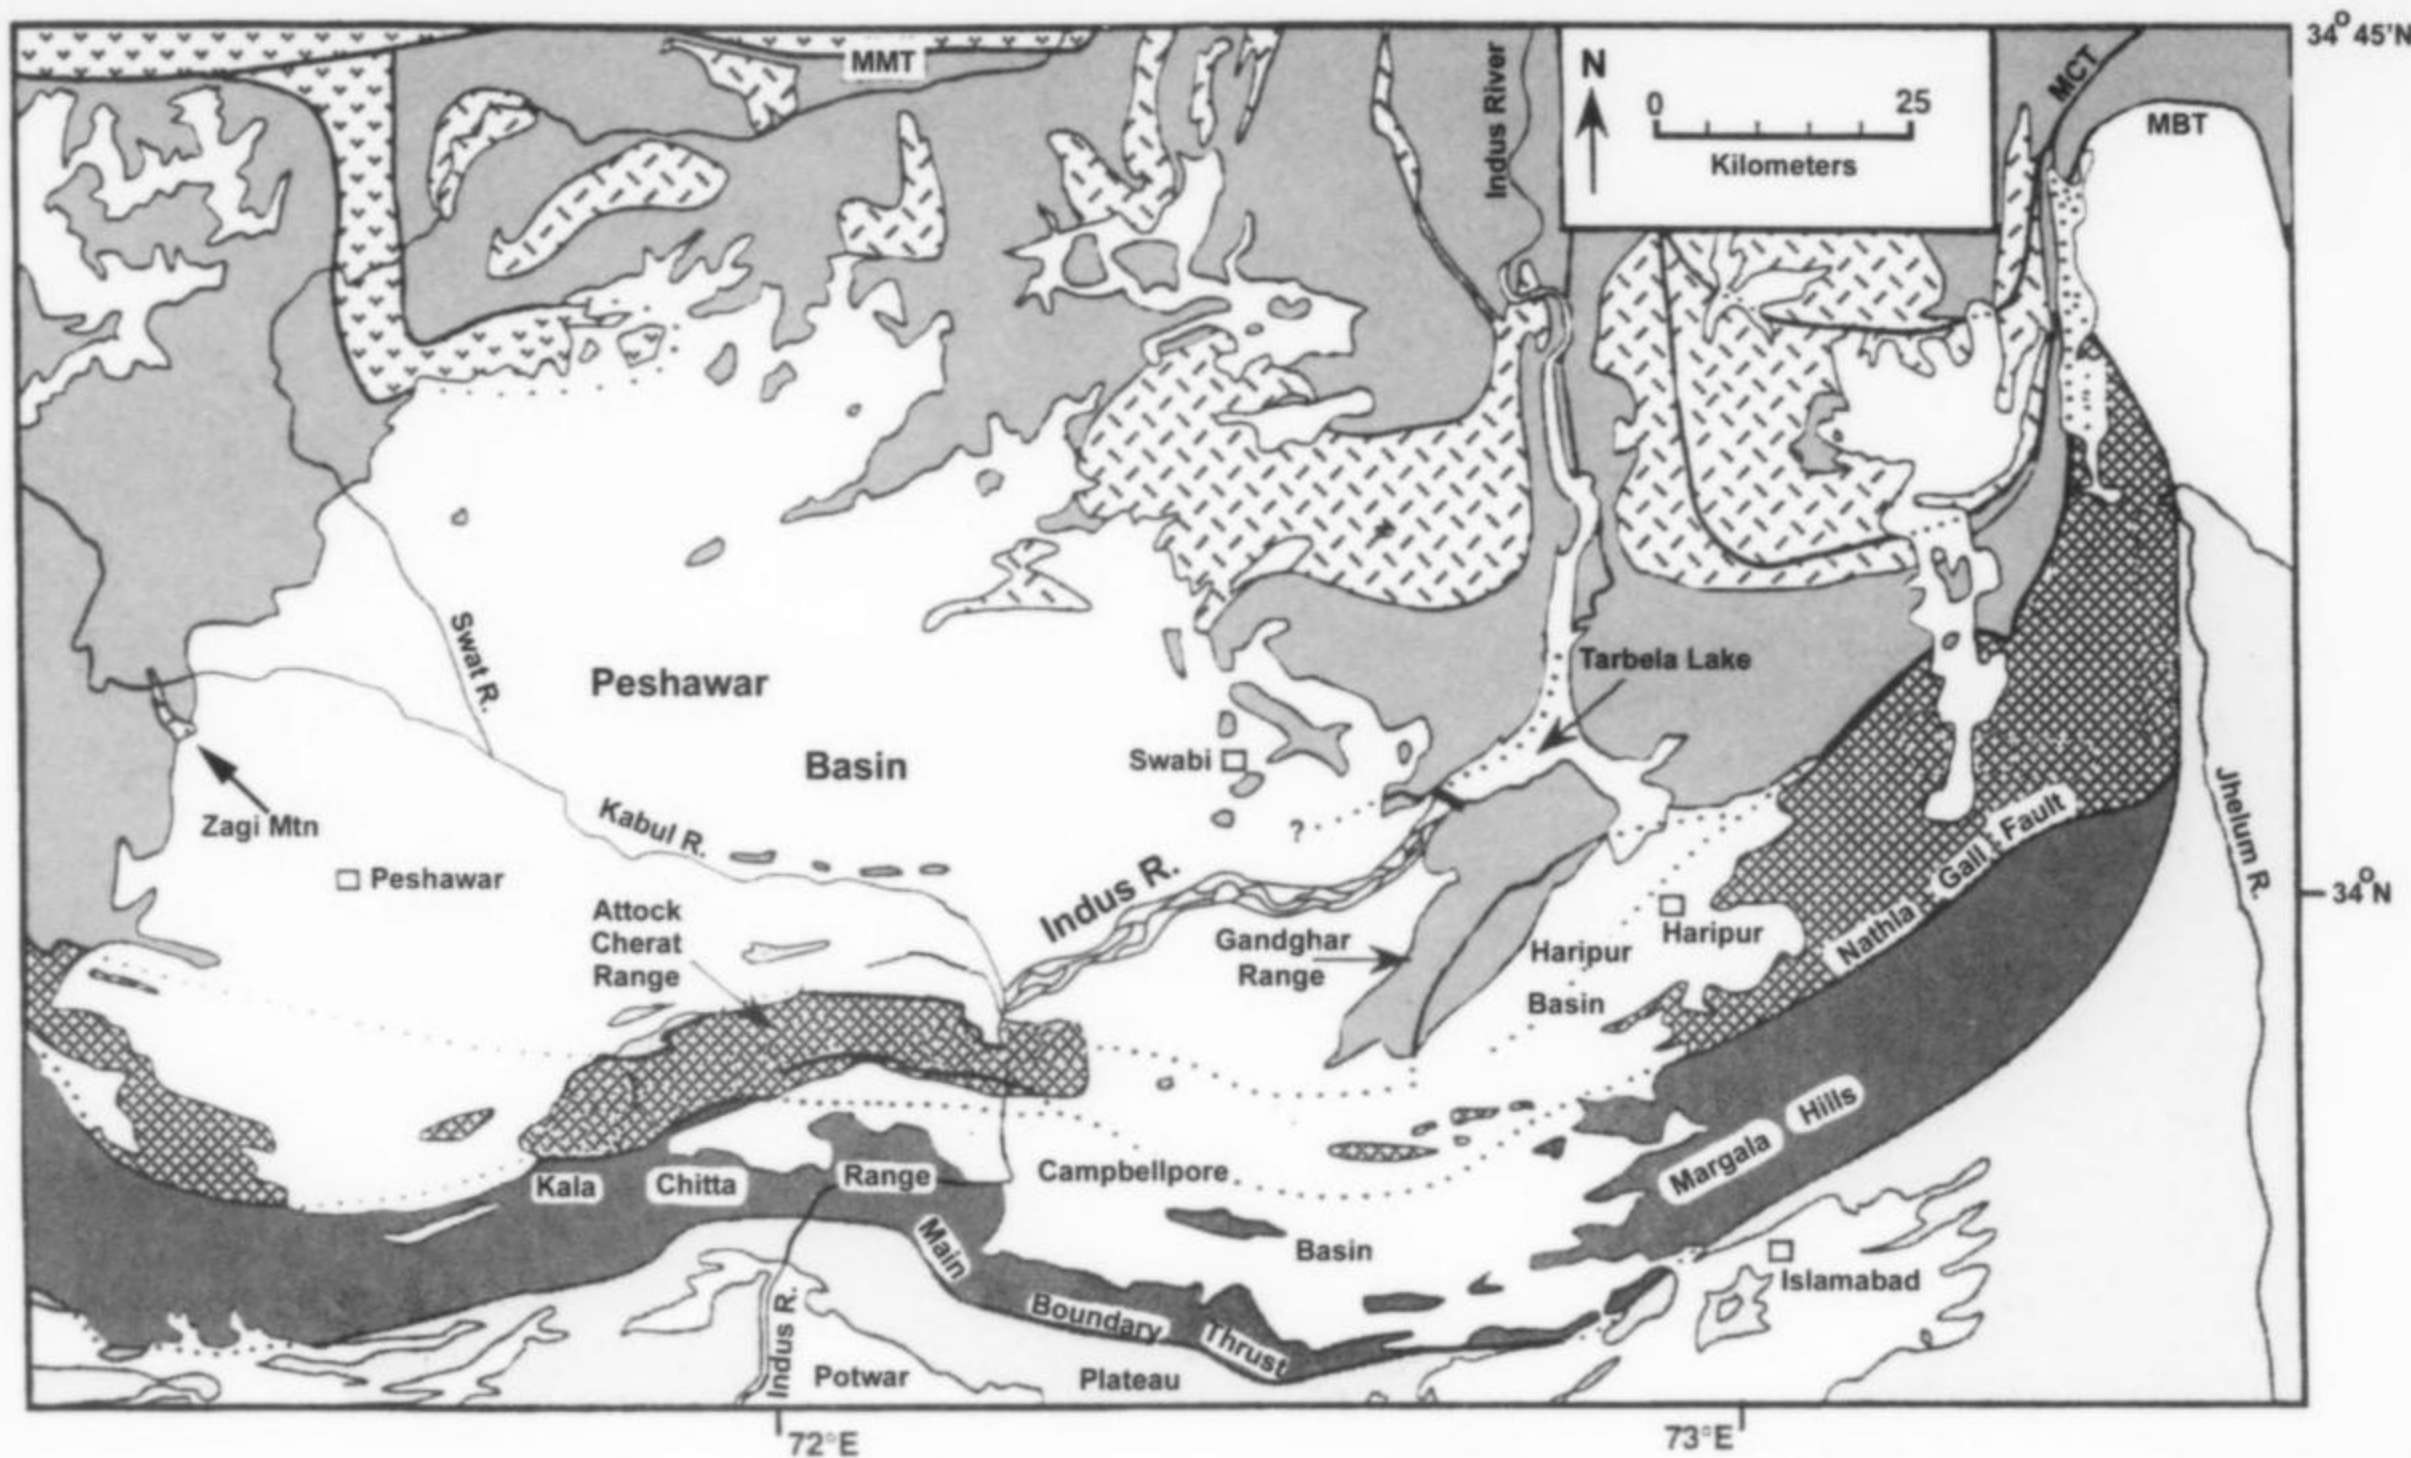 34°45'N
MMT
Indus River
N
0 25
Kilometers
MCT
MBT
Swat R.
Peshawar
Basin
Tarbela Lake
Swabi
Zagi Mtn
Kabul R.
?
Peshawar
Indus R.
Attock
Cherat
Range
Gandghar
Range
Haripur
Haripur
Basin
Nathia Gali Fault
Jhelum R.
34°N
Kala Chitta Range
Campbellpore
Basin
Margala Hills
Main Boundary Thrust
Islamabad
Indus R.
Potwar Plateau
72°E
73°E